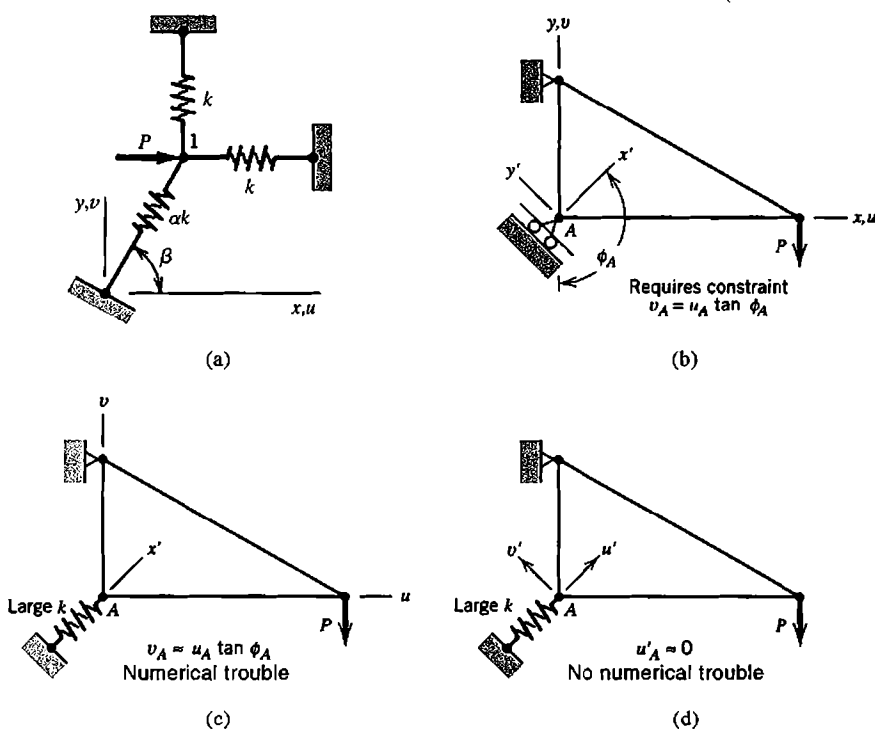 k
P
1
k
y,v
αk
β
x,u
(a)
y,v
x'
y'
A
x,u
P
ϕA
Requires constraint
vA = uA tan ϕA
(b)
v
x'
Large k
A
u
P
vA ≈ uA tan ϕA
Numerical trouble
(c)
v'
u'
Large k
A
P
u'A ≈ 0
No numerical trouble
(d)